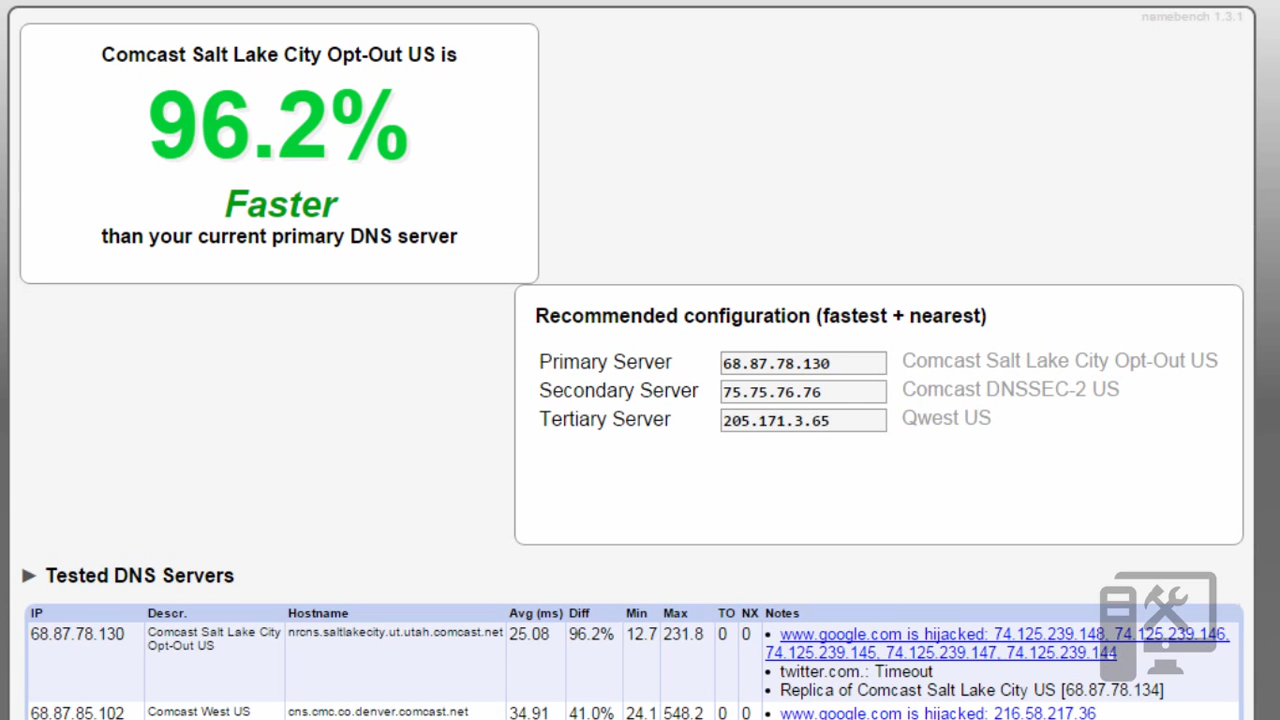 namebench 1.3.1
Comcast Salt Lake City Opt-Out US is
96.2%
Faster
than your current primary DNS server
Recommended configuration (fastest + nearest)
Primary Server 68.87.78.130 Comcast Salt Lake City Opt-Out US
Secondary Server 75.75.76.76 Comcast DNSSEC-2 US
Tertiary Server 205.171.3.65 Qwest US
Tested DNS Servers
IP Descr. Hostname Avg (ms) Diff Min Max TO NX Notes
68.87.78.130 Comcast Salt Lake City nrcns.saltlakecity.ut.utah.comcast.net 25.08 96.2% 12.7 231.8 0 0 • www.google.com is hijacked: 74.125.239.148, 74.125.239.146,
Opt-Out US 74.125.239.145, 74.125.239.147, 74.125.239.144
• twitter.com.: Timeout
• Replica of Comcast Salt Lake City US [68.87.78.134]
68.87.85.102 Comcast West US cns.cmc.co.denver.comcast.net 34.91 41.0% 24.1 548.2 0 0 • www.google.com is hijacked: 216.58.217.36